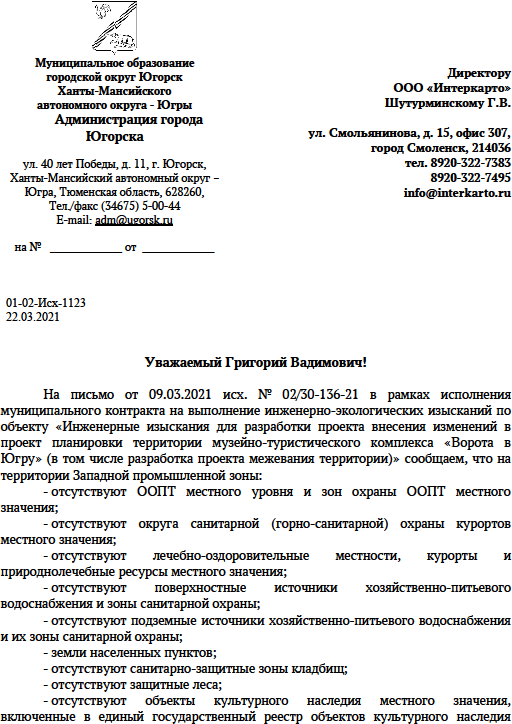 Муниципальное образование
городской округ Югорск
Ханты-Мансийского
автономного округа - Югры
Администрация города
Югорска
ул. 40 лет Победы, д. 11, г. Югорск,
Ханты-Мансийский автономный округ –
Югра, Тюменская область, 628260,
Тел./факс (34675) 5-00-44
E-mail: adm@ugorsk.ru
на № ____________ от ____________
Директору
ООО «Интеркарто»
Шутурминскому Г.В.
ул. Смольянинова, д. 15, офис 307,
город Смоленск, 214036
тел. 8920-322-7383
8920-322-7495
info@interkarto.ru
01-02-Исх-1123
22.03.2021
Уважаемый Григорий Вадимович!
На письмо от 09.03.2021 исх. № 02/30-136-21 в рамках исполнения
муниципального контракта на выполнение инженерно-экологических изысканий по
объекту «Инженерные изыскания для разработки проекта внесения изменений в
проект планировки территории музейно-туристического комплекса «Ворота в
Югру» (в том числе разработка проекта межевания территории)» сообщаем, что на
территории Западной промышленной зоны:
- отсутствуют ООПТ местного уровня и зон охраны ООПТ местного
значения;
- отсутствуют округа санитарной (горно-санитарной) охраны курортов
местного значения;
- отсутствуют лечебно-оздоровительные местности, курорты и
природнолечебные ресурсы местного значения;
- отсутствуют поверхностные источники хозяйственно-питьевого
водоснабжения и зоны санитарной охраны;
- отсутствуют подземные источники хозяйственно-питьевого водоснабжения
и их зоны санитарной охраны;
- земли населенных пунктов;
- отсутствуют санитарно-защитные зоны кладбищ;
- отсутствуют защитные леса;
- отсутствуют объекты культурного наследия местного значения,
включенные в единый государственный реестр объектов культурного наследия